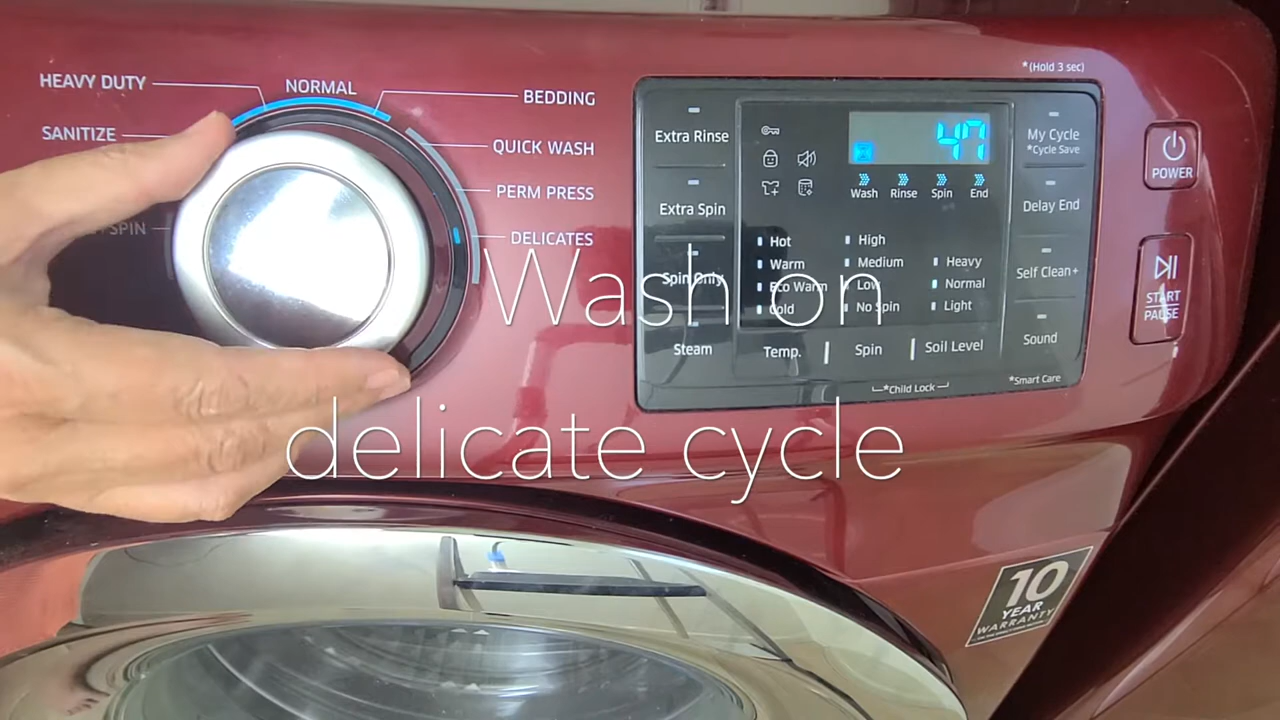 *(Hold 3 sec)
HEAVY DUTY
NORMAL
BEDDING
SANITIZE
QUICK WASH
PERM PRESS
SPIN
DELICATES
Extra Rinse
Extra Spin
Spin Only
Steam
47
Wash Rinse Spin End
Hot High
Warm Medium Heavy
Eco Warm Low Normal
Cold No Spin Light
Temp. Spin Soil Level
*Child Lock
My Cycle
*Cycle Save
Delay End
Self Clean+
Sound
*Smart Care
POWER
START
PAUSE
Wash on
delicate cycle
10
YEAR
WARRANTY